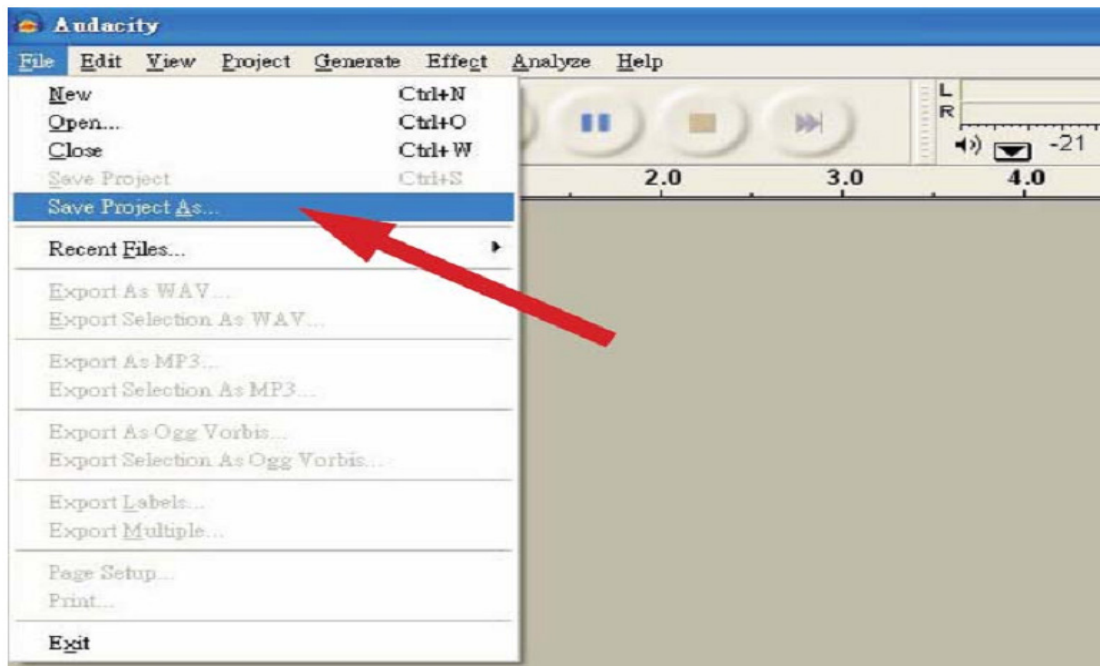 Audacity
File Edit View Project Generate Effect Analyze Help
New Ctrl+N
Open... Ctrl+O
Close Ctrl+W
Save Project Ctrl+S
Save Project As...
Recent Files...
Export As WAV...
Export Selection As WAV...
Export As MP3...
Export Selection As MP3...
Export As Ogg Vorbis...
Export Selection As Ogg Vorbis...
Export Labels...
Export Multiple...
Page Setup...
Print...
Exit
L
R
-21
2.0 3.0 4.0